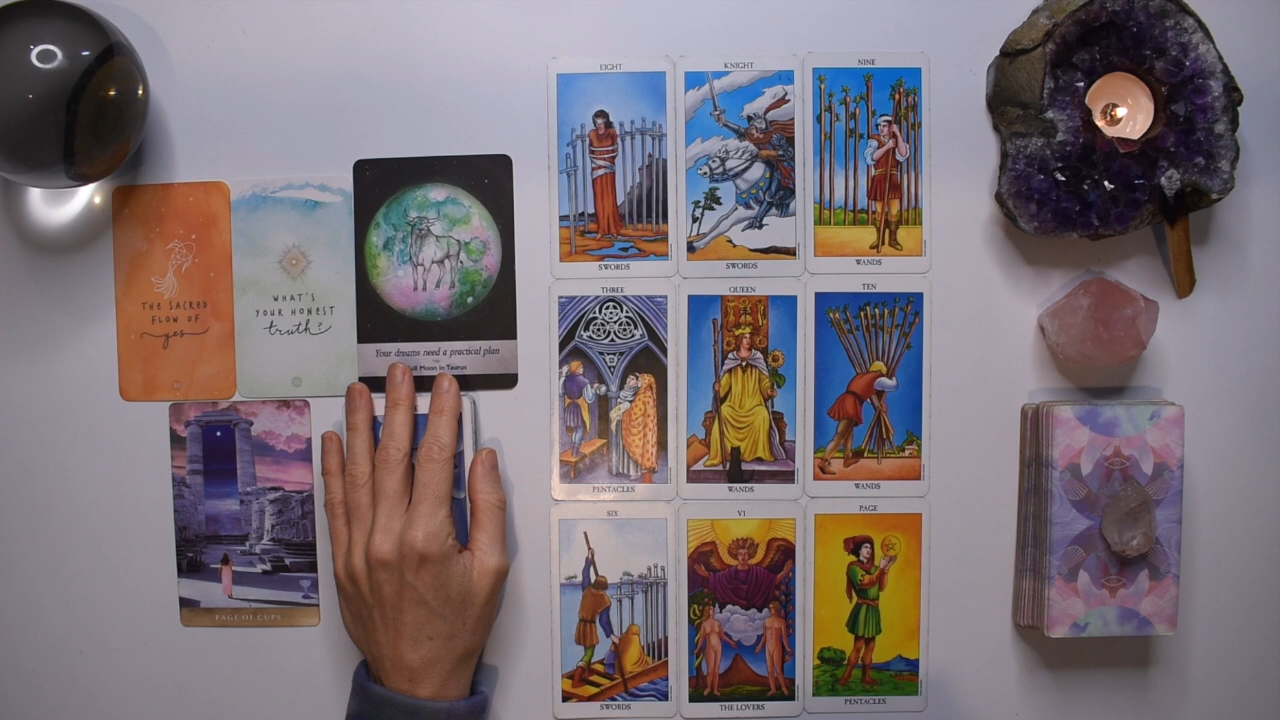 THE SACRED
FLOW OF
yes
WHAT'S
YOUR HONEST
truth?
Your dreams need a practical plan
Full Moon in Taurus
PAGE OF CUPS
EIGHT
SWORDS
KNIGHT
SWORDS
NINE
WANDS
THREE
PENTACLES
QUEEN
WANDS
TEN
WANDS
SIX
SWORDS
VI
THE LOVERS
PAGE
PENTACLES